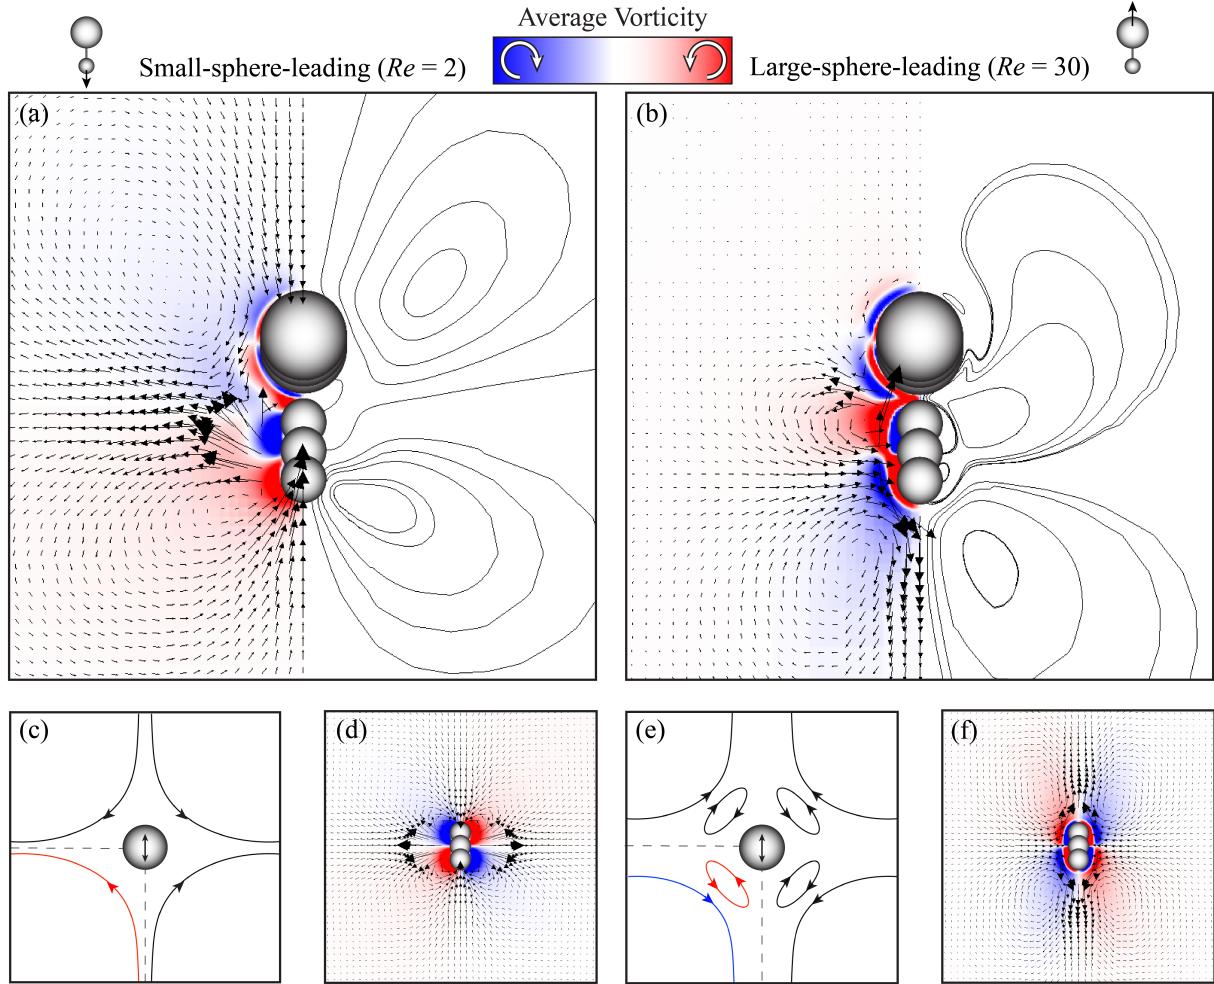 Average Vorticity
Small-sphere-leading (Re = 2)
Large-sphere-leading (Re = 30)
(a)
(b)
(c)
(d)
(e)
(f)